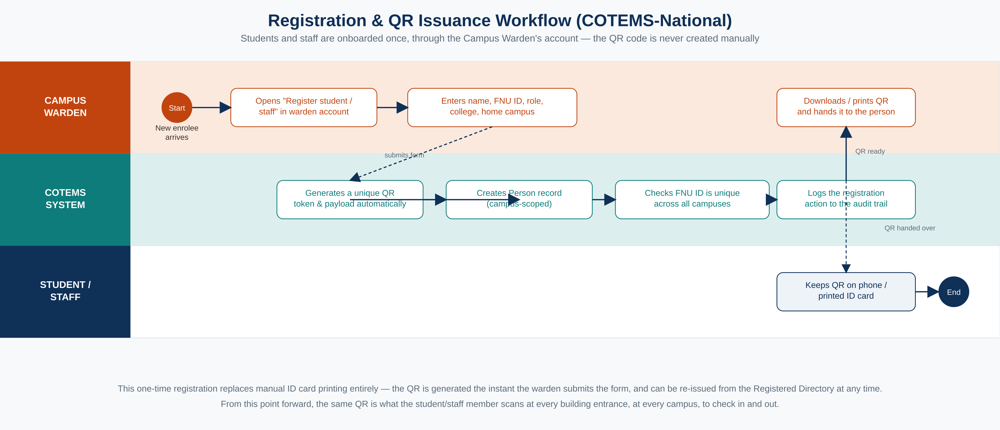 Registration & QR Issuance Workflow (COTEMS-National)
Students and staff are onboarded once, through the Campus Warden's account — the QR code is never created manually
CAMPUS
WARDEN
Start
New enrolee
arrives
Opens "Register student /
staff" in warden account
Enters name, FNU ID, role,
college, home campus
Downloads / prints QR
and hands it to the person
submits form
QR ready
COTEMS
SYSTEM
Generates a unique QR
token & payload automatically
Creates Person record
(campus-scoped)
Checks FNU ID is unique
across all campuses
Logs the registration
action to the audit trail
QR handed over
STUDENT /
STAFF
Keeps QR on phone /
printed ID card
End
This one-time registration replaces manual ID card printing entirely — the QR is generated the instant the warden submits the form, and can be re-issued from the Registered Directory at any time.
From this point forward, the same QR is what the student/staff member scans at every building entrance, at every campus, to check in and out.